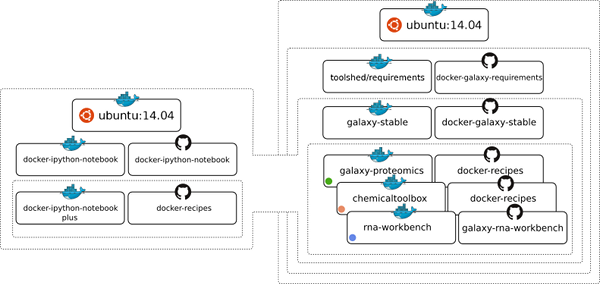 ubuntu:14.04
toolshed/requirements
docker-galaxy-requirements
ubuntu:14.04
galaxy-stable
docker-galaxy-stable
docker-ipython-notebook
docker-ipython-notebook
galaxy-proteomics
docker-recipes
chemicaltoolbox
docker-recipes
docker-ipython-notebook
plus
docker-recipes
rna-workbench
galaxy-rna-workbench